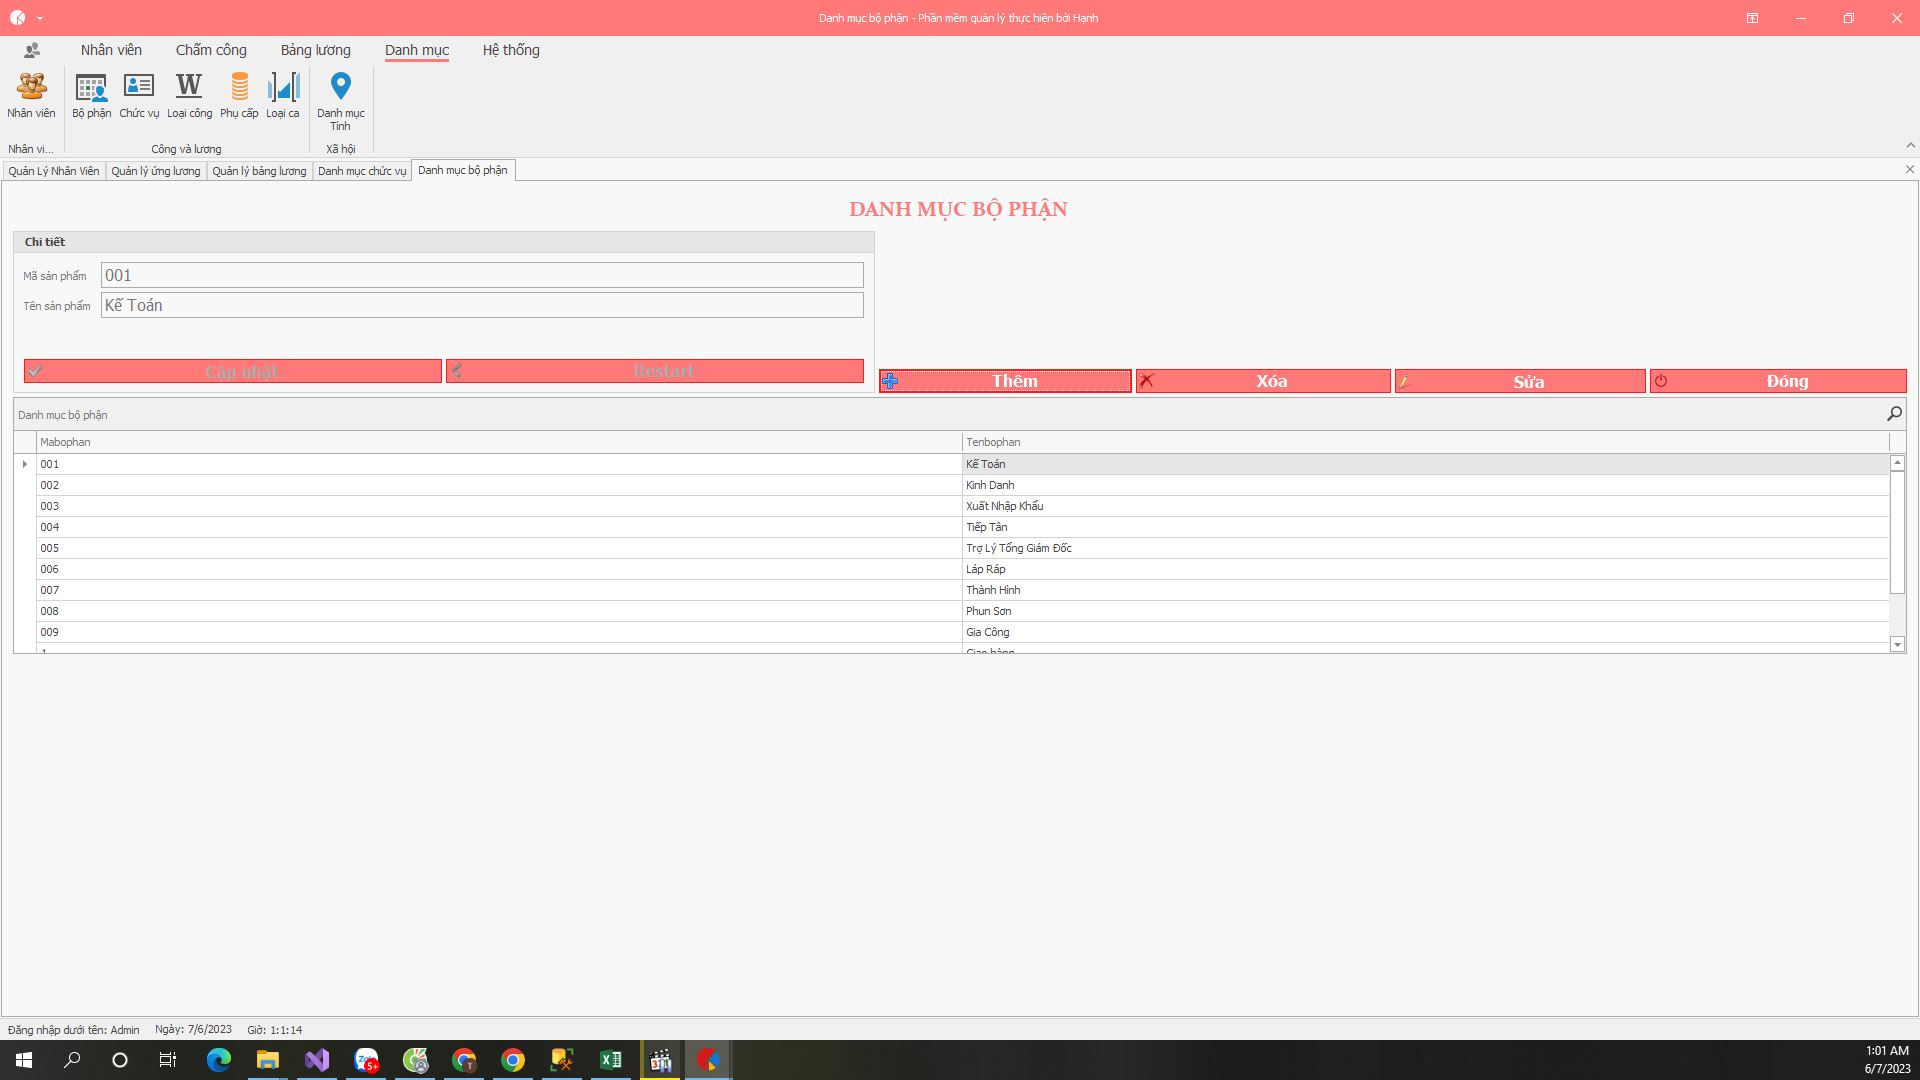 Danh mục bộ phận - Phần mềm quản lý thực hiện bởi Hạnh
Nhân viên Chấm công Bảng lương Danh mục Hệ thống
Nhân viên Bộ phận Chức vụ Loại công Phụ cấp Loại ca Danh mục Tỉnh
Nhân vi... Công và lương Xã hội
Quản Lý Nhân Viên Quản lý ứng lương Quản lý bảng lương Danh mục chức vụ Danh mục bộ phận
DANH MỤC BỘ PHẬN
Chi tiết
Mã sản phẩm 001
Tên sản phẩm Kế Toán
Cập nhật Restart Thêm Xóa Sửa Đóng
Danh mục bộ phận
Mabophan Tenbophan
001 Kế Toán
002 Kinh Danh
003 Xuất Nhập Khẩu
004 Tiếp Tân
005 Trợ Lý Tổng Giám Đốc
006 Láp Ráp
007 Thành Hình
008 Phun Sơn
009 Gia Công
1 Giao hàng
Đăng nhập dưới tên: Admin Ngày: 7/6/2023 Giờ: 1:1:14
Zalo 5+ T
1:01 AM
6/7/2023